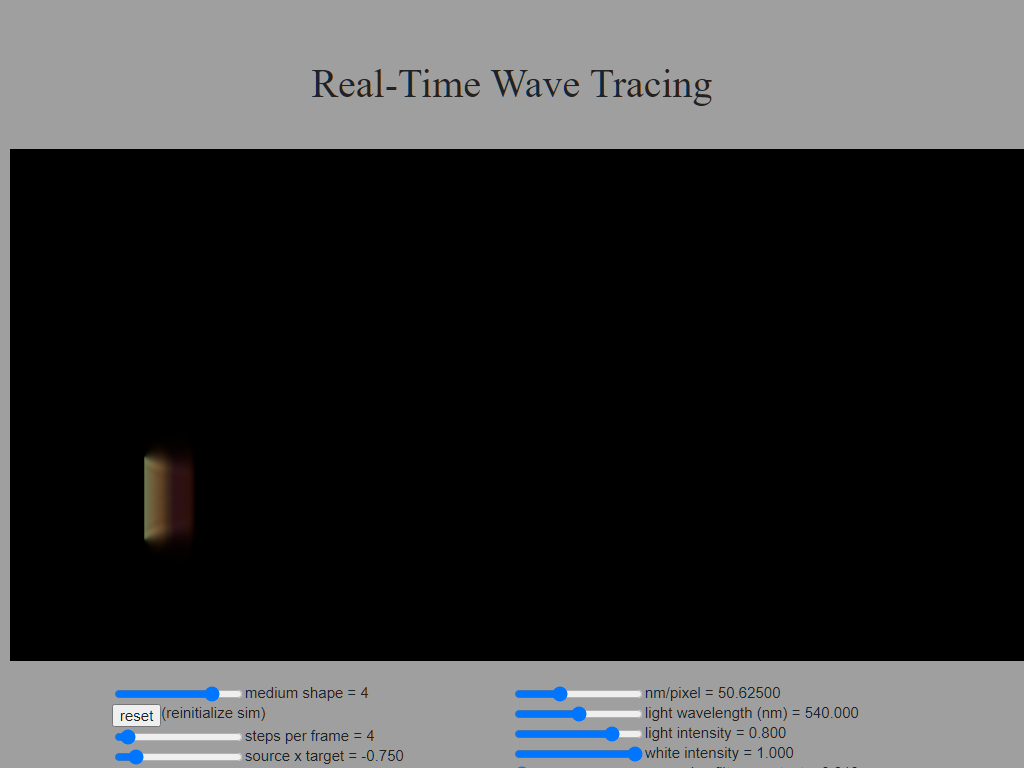 Real-Time Wave Tracing
medium shape = 4
reset (reinitialize sim)
steps per frame = 4
source x target = -0.750
nm/pixel = 50.62500
light wavelength (nm) = 540.000
light intensity = 0.800
white intensity = 1.000